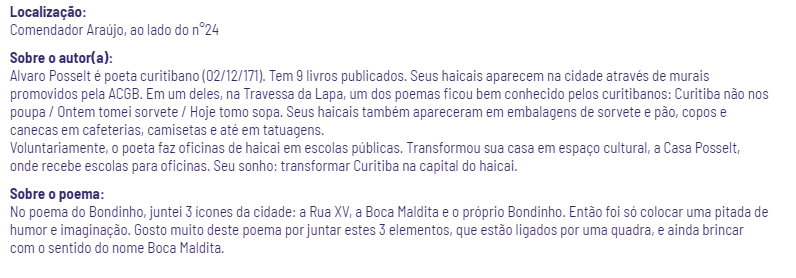 Localização:
Comendador Araújo, ao lado do n°24
Sobre o autor(a):
Alvaro Posselt é poeta curitibano (02/12/171). Tem 9 livros publicados. Seus haicais aparecem na cidade através de murais
promovidos pela ACGB. Em um deles, na Travessa da Lapa, um dos poemas ficou bem conhecido pelos curitibanos: Curitiba não nos
poupa / Ontem tomei sorvete / Hoje tomo sopa. Seus haicais também apareceram em embalagens de sorvete e pão, copos e
canecas em cafeterias, camisetas e até em tatuagens.
Voluntariamente, o poeta faz oficinas de haicai em escolas públicas. Transformou sua casa em espaço cultural, a Casa Posselt,
onde recebe escolas para oficinas. Seu sonho: transformar Curitiba na capital do haicai.
Sobre o poema:
No poema do Bondinho, juntei 3 ícones da cidade: a Rua XV, a Boca Maldita e o próprio Bondinho. Então foi só colocar uma pitada de
humor e imaginação. Gosto muito deste poema por juntar estes 3 elementos, que estão ligados por uma quadra, e ainda brincar
com o sentido do nome Boca Maldita.